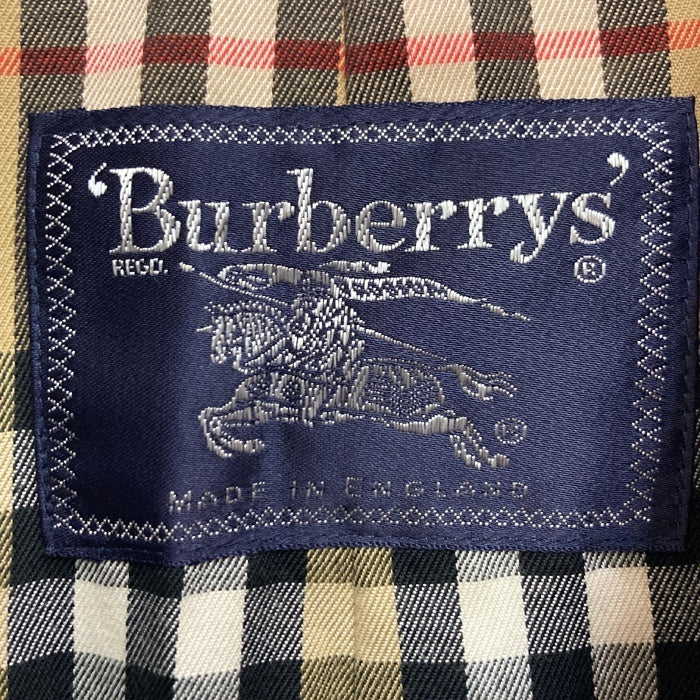 ‘Burberrys’
REGD. ®
®
MADE IN ENGLAND